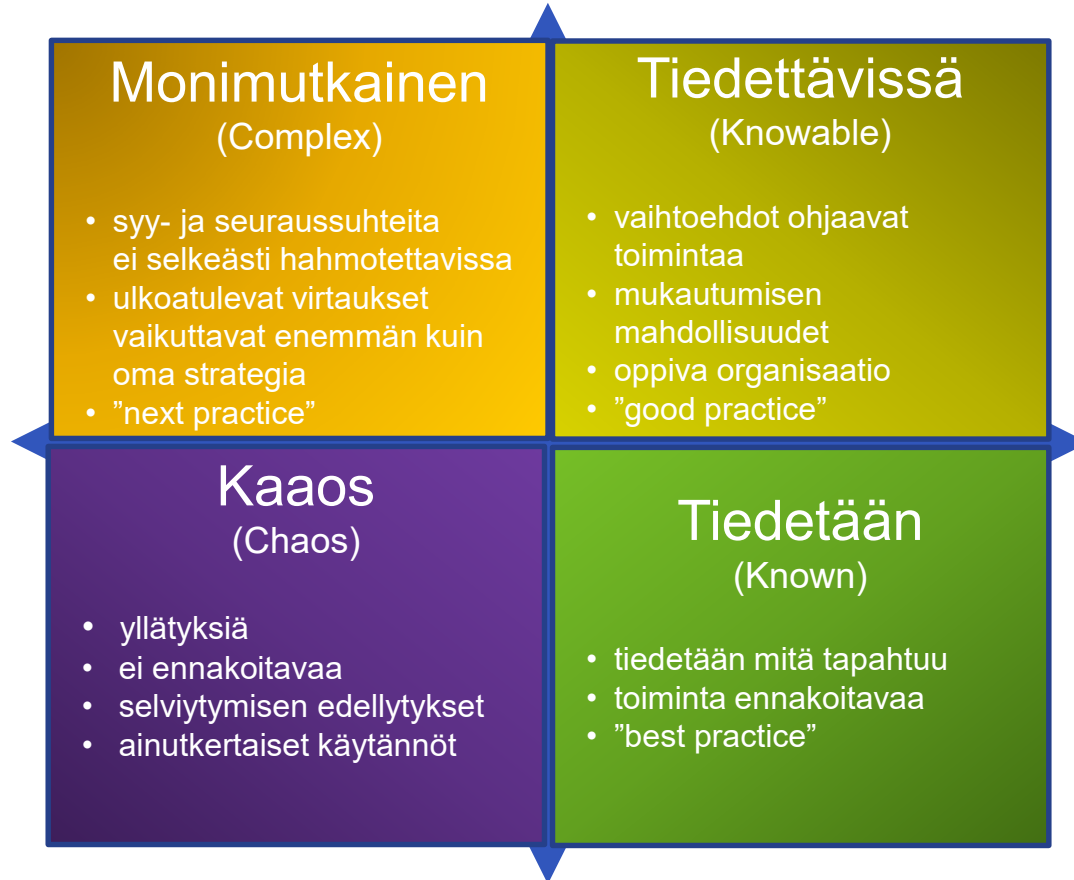 Monimutkainen
(Complex)
• syy- ja seuraussuhteita
ei selkeästi hahmotettavissa
• ulkoatulevat virtaukset
vaikuttavat enemmän kuin
oma strategia
• ”next practice”
Tiedettävissä
(Knowable)
• vaihtoehdot ohjaavat
toimintaa
• mukautumisen
mahdollisuudet
• oppiva organisaatio
• ”good practice”
Kaaos
(Chaos)
• yllätyksiä
• ei ennakoitavaa
• selviytymisen edellytykset
• ainutkertaiset käytännöt
Tiedetään
(Known)
• tiedetään mitä tapahtuu
• toiminta ennakoitavaa
• ”best practice”